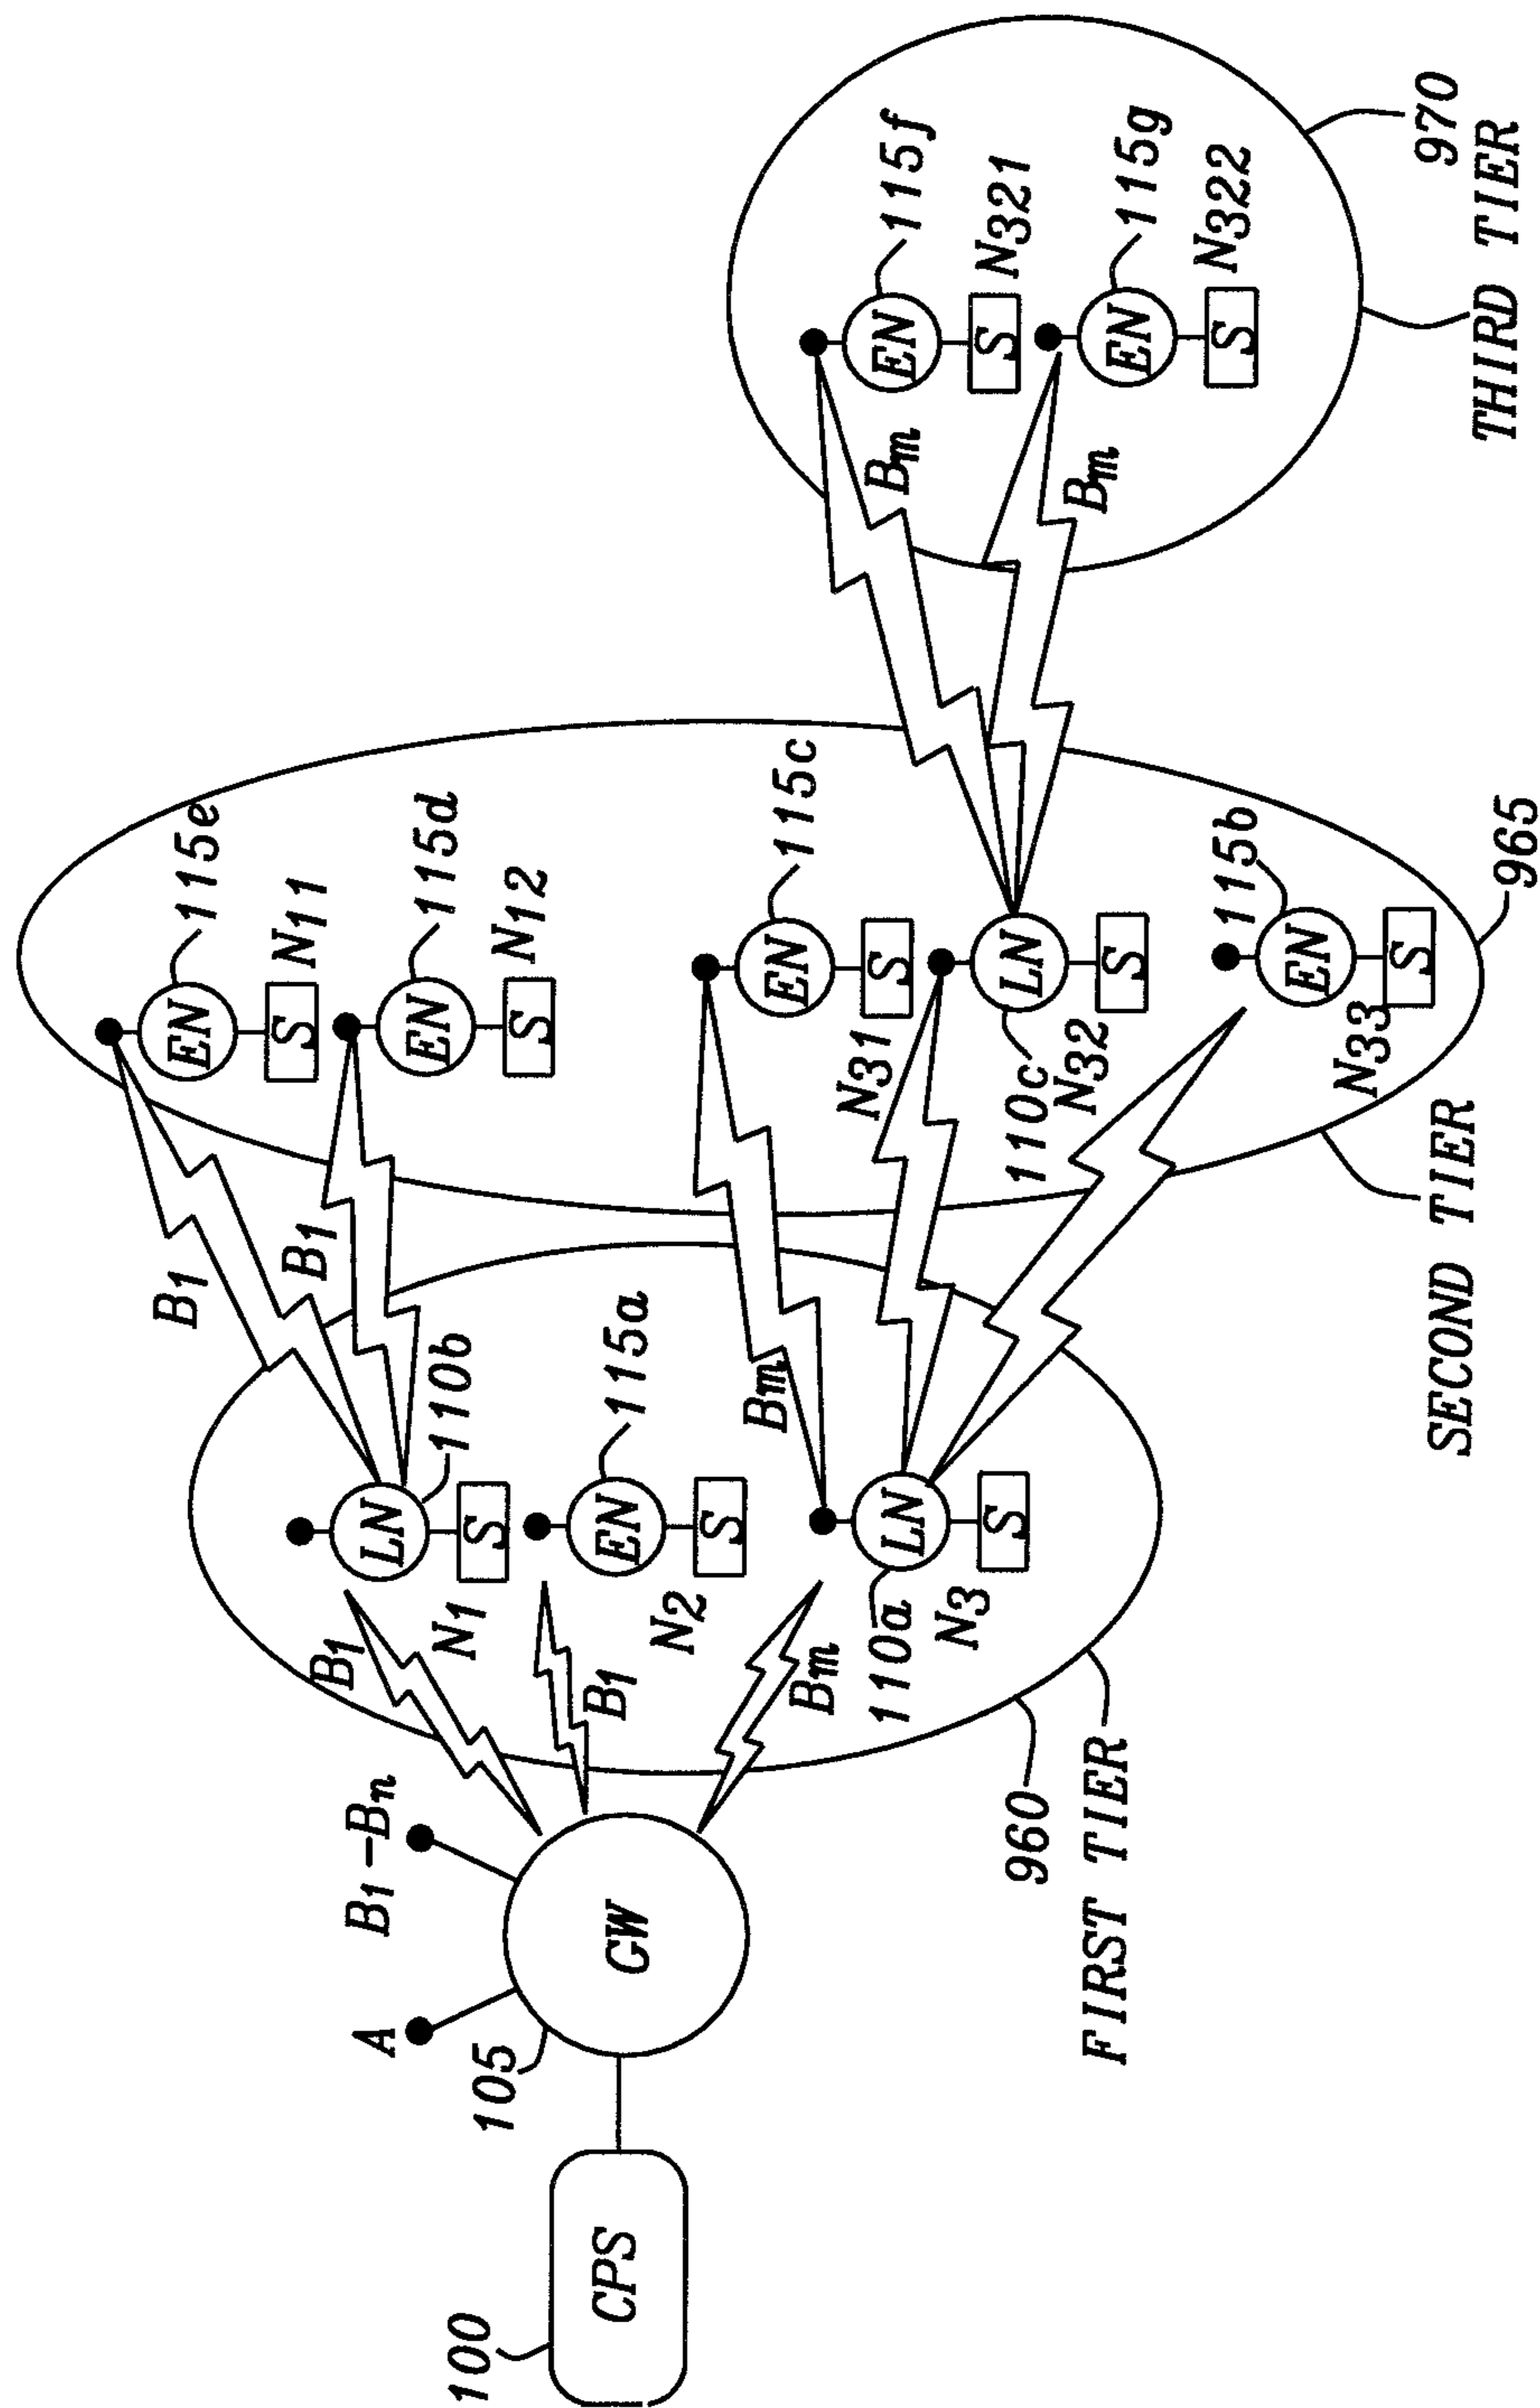 100
CPS
105
A
B1-Bn
GW
B1
B1
Bm
960
FIRST TIER
LN
110b
S
N1
EN
115a
S
N2
LN
110a
S
N3
B1
B1
Bm
EN
115e
S
N11
EN
115d
S
N12
EN
115c
S
N31
LN
110c
S
N32
EN
115b
S
N33
965
SECOND TIER
Bm
Bm
EN
115f
S
N321
EN
115g
S
N322
970
THIRD TIER